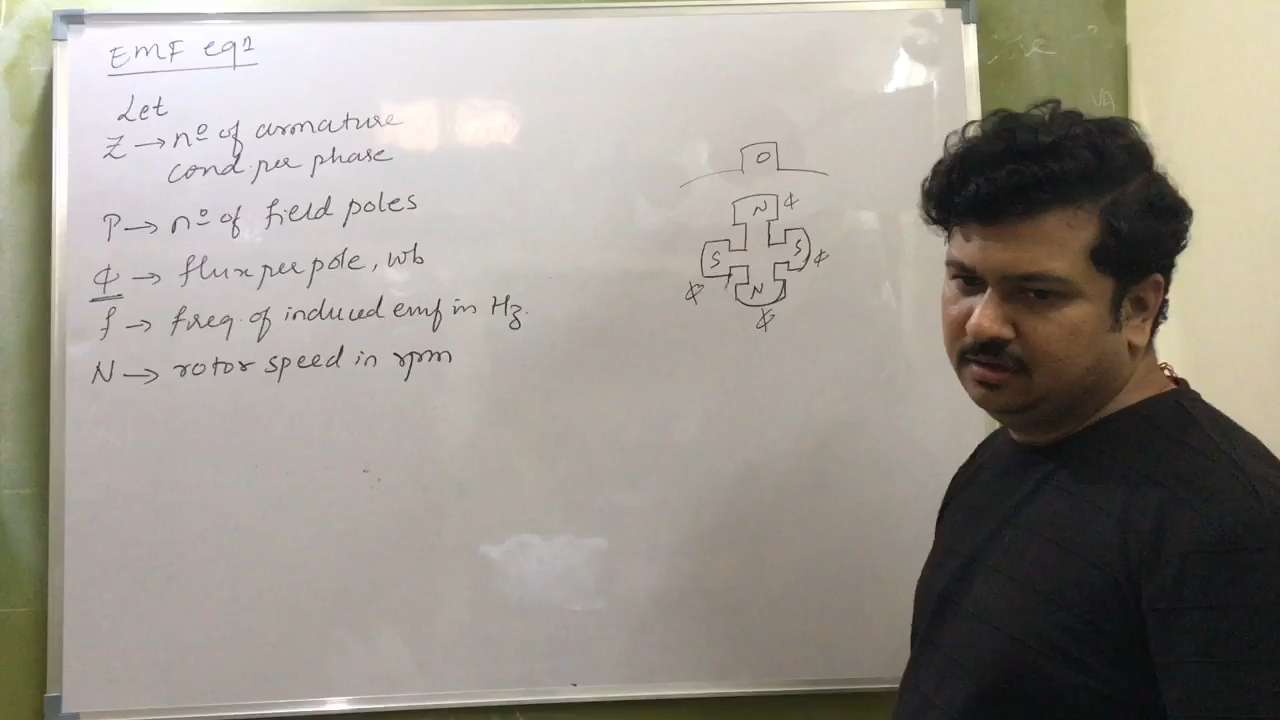 EMF eqn
Let
Z → nº of armature
cond per phase
P → nº of field poles
ϕ → flux per pole, wb
f → freq. of induced emf in Hz.
N → rotor speed in rpm
O
N ϕ
S S ϕ
ϕ N
ϕ